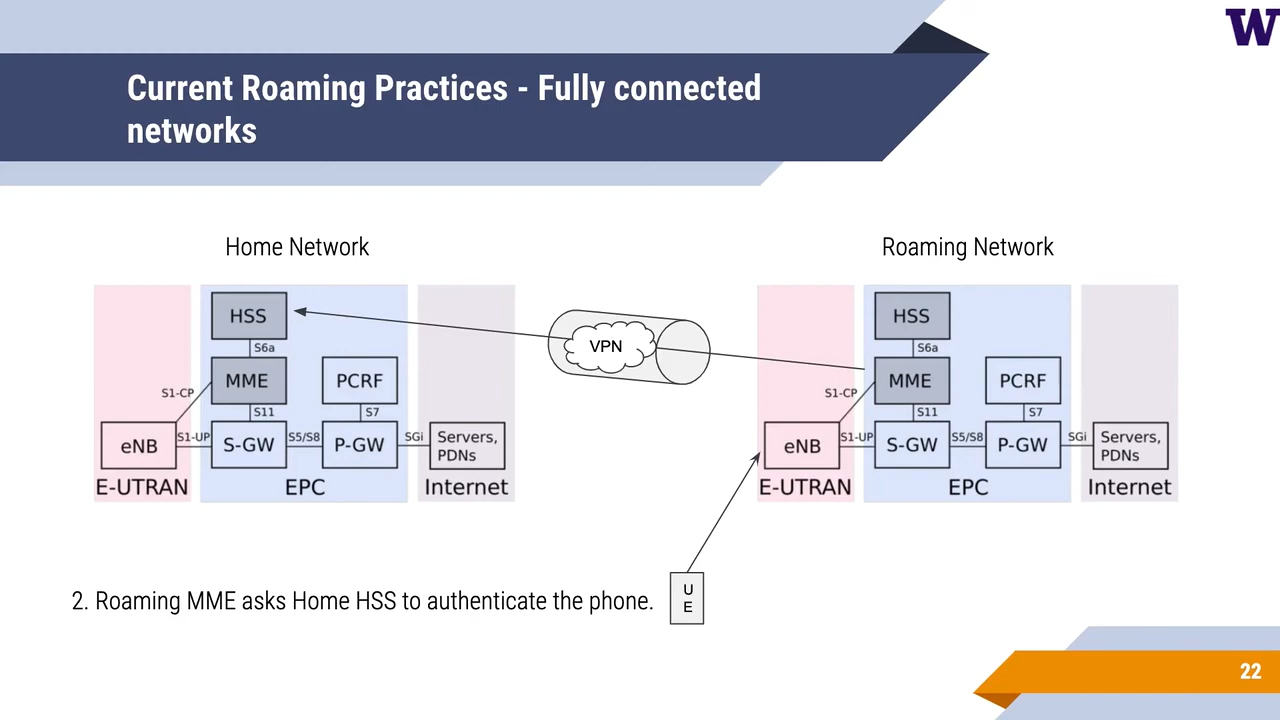 W
Current Roaming Practices - Fully connected
networks
Home Network
Roaming Network
HSS
S6a
MME
PCRF
S1-CP
S11
S7
eNB
S1-UP
S-GW
S5/S8
P-GW
SGi
Servers,
PDNs
E-UTRAN
EPC
Internet
VPN
HSS
S6a
MME
PCRF
S1-CP
S11
S7
eNB
S1-UP
S-GW
S5/S8
P-GW
SGi
Servers,
PDNs
E-UTRAN
EPC
Internet
2. Roaming MME asks Home HSS to authenticate the phone.
U
E
22